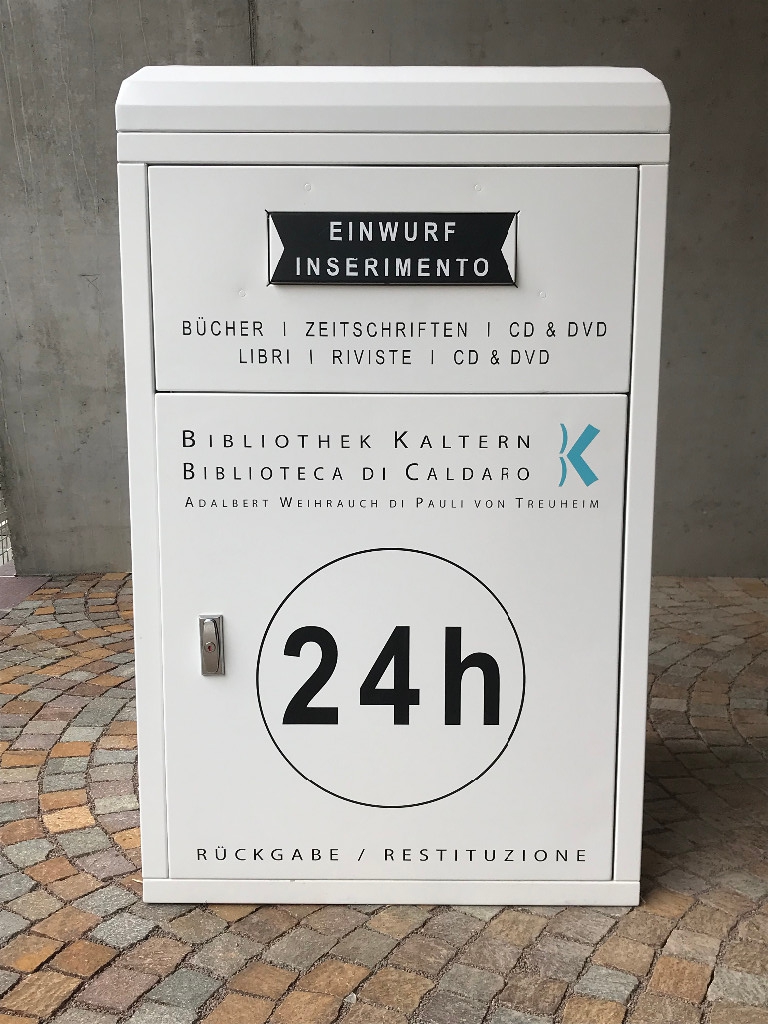 EINWURF
INSERIMENTO
BÜCHER | ZEITSCHRIFTEN | CD & DVD
LIBRI | RIVISTE | CD & DVD
BIBLIOTHEK KALTERN
BIBLIOTECA DI CALDARO
ADALBERT WEIHRAUCH DI PAULI VON TREUHEIM
24h
RÜCKGABE / RESTITUZIONE